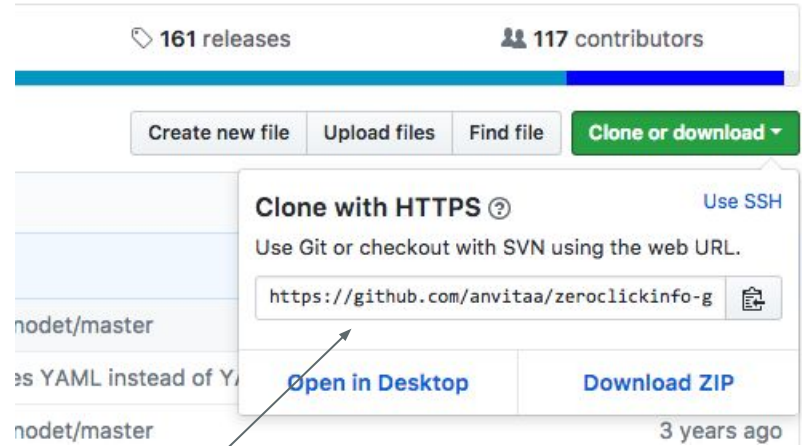 161 releases
117 contributors
Create new file
Upload files
Find file
Clone or download
Clone with HTTPS
Use SSH
Use Git or checkout with SVN using the web URL.
https://github.com/anvitaa/zeroclickinfo-g
nodet/master
es YAML instead of YA
Open in Desktop
Download ZIP
nodet/master
3 years ago